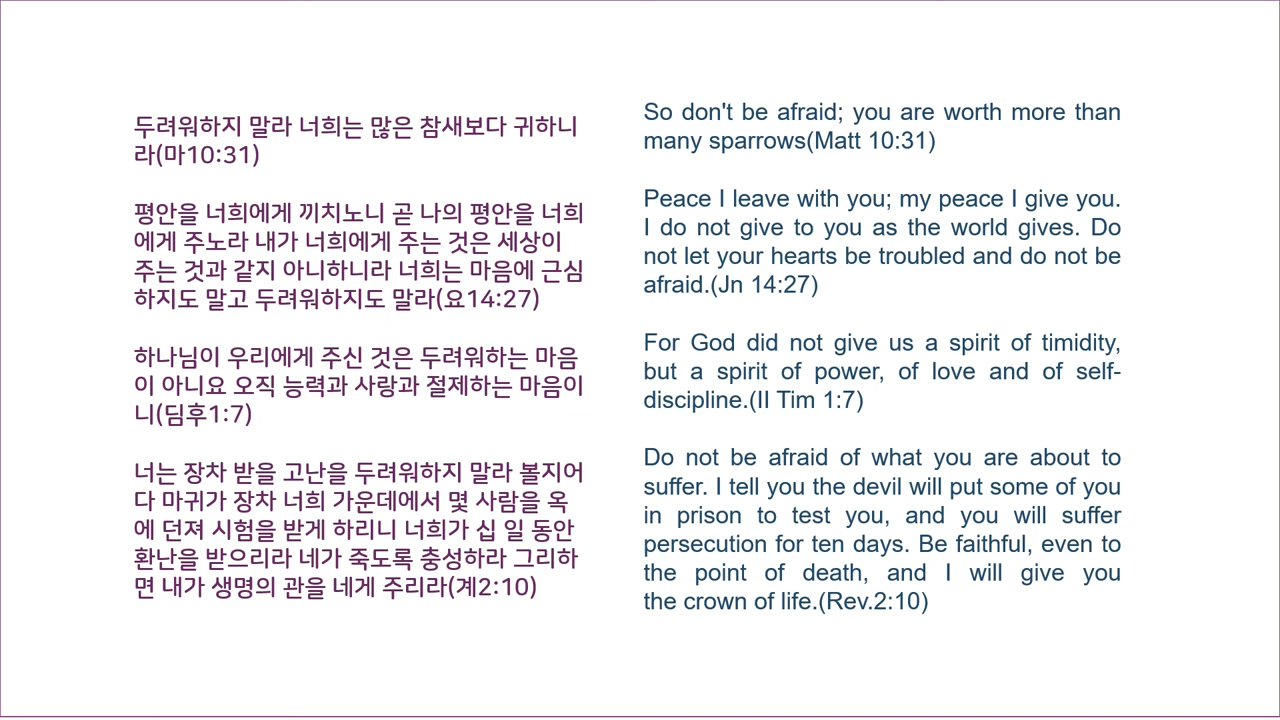 두려워하지 말라 너희는 많은 참새보다 귀하니
라(마10:31)
평안을 너희에게 끼치노니 곧 나의 평안을 너희
에게 주노라 내가 너희에게 주는 것은 세상이
주는 것과 같지 아니하니라 너희는 마음에 근심
하지도 말고 두려워하지도 말라(요14:27)
하나님이 우리에게 주신 것은 두려워하는 마음
이 아니요 오직 능력과 사랑과 절제하는 마음이
니(딤후1:7)
너는 장차 받을 고난을 두려워하지 말라 볼지어
다 마귀가 장차 너희 가운데에서 몇 사람을 옥
에 던져 시험을 받게 하리니 너희가 십 일 동안
환난을 받으리라 네가 죽도록 충성하라 그리하
면 내가 생명의 관을 네게 주리라(계2:10)
So don't be afraid; you are worth more than
many sparrows(Matt 10:31)
Peace I leave with you; my peace I give you.
I do not give to you as the world gives. Do
not let your hearts be troubled and do not be
afraid.(Jn 14:27)
For God did not give us a spirit of timidity,
but a spirit of power, of love and of self-
discipline.(II Tim 1:7)
Do not be afraid of what you are about to
suffer. I tell you the devil will put some of you
in prison to test you, and you will suffer
persecution for ten days. Be faithful, even to
the point of death, and I will give you
the crown of life.(Rev.2:10)